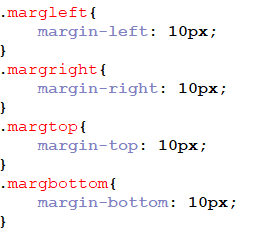 .margleft{
    margin-left: 10px;
}
.margright{
    margin-right: 10px;
}
.margtop{
    margin-top: 10px;
}
.margbottom{
    margin-bottom: 10px;
}